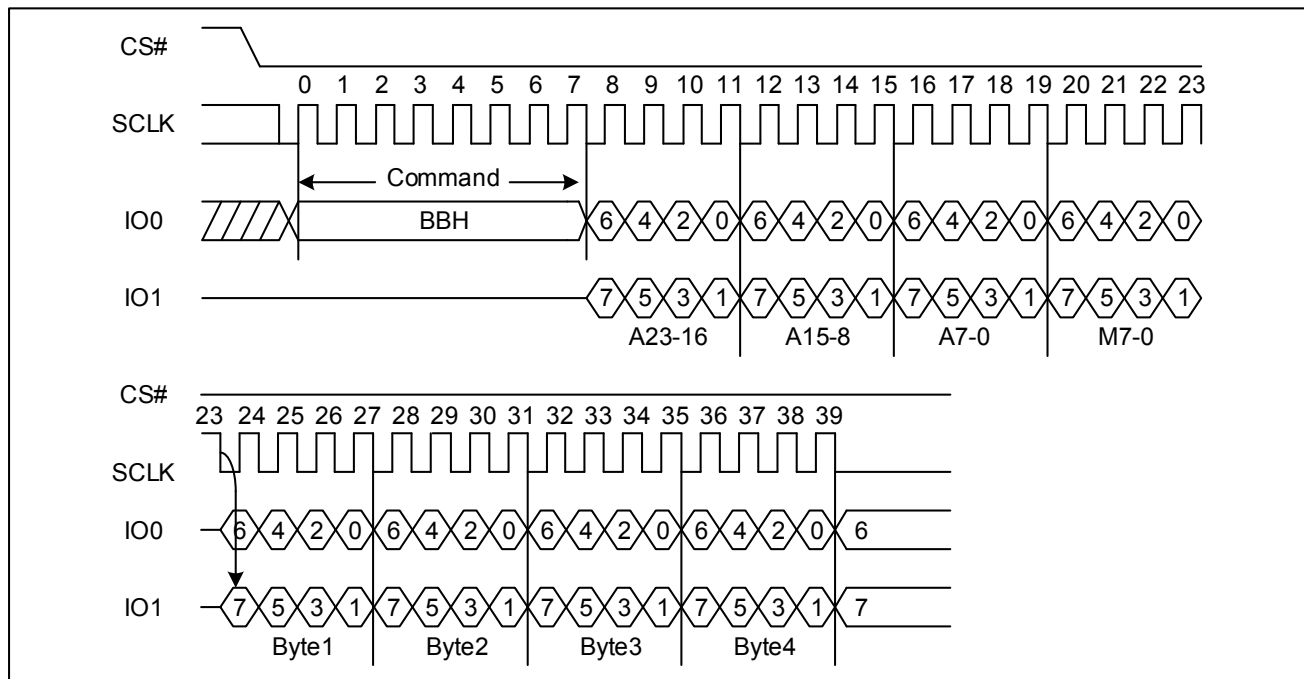 CS#
0 1 2 3 4 5 6 7 8 9 10 11 12 13 14 15 16 17 18 19 20 21 22 23
SCLK
Command
IO0 BBH 6 4 2 0 6 4 2 0 6 4 2 0 6 4 2 0
IO1 7 5 3 1 7 5 3 1 7 5 3 1 7 5 3 1
A23-16 A15-8 A7-0 M7-0
CS#
23 24 25 26 27 28 29 30 31 32 33 34 35 36 37 38 39
SCLK
IO0 6 4 2 0 6 4 2 0 6 4 2 0 6 4 2 0 6
IO1 7 5 3 1 7 5 3 1 7 5 3 1 7 5 3 1 7
Byte1 Byte2 Byte3 Byte4